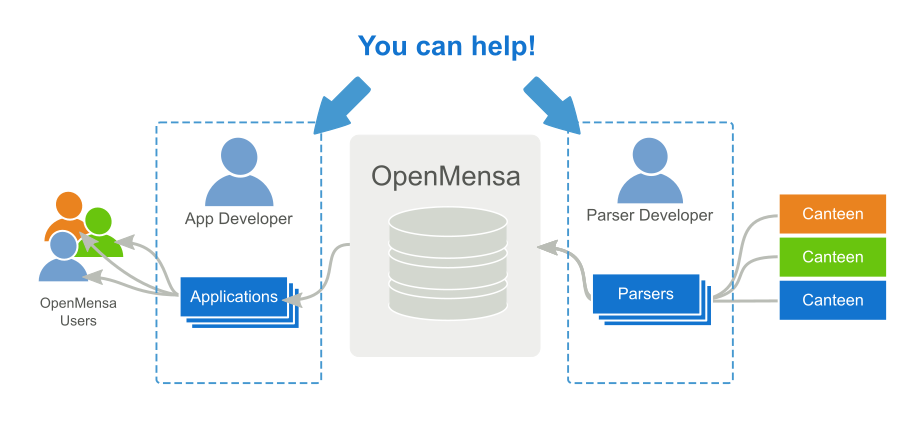 You can help!
OpenMensa
Users
App Developer
Applications
OpenMensa
Parser Developer
Parsers
Canteen
Canteen
Canteen